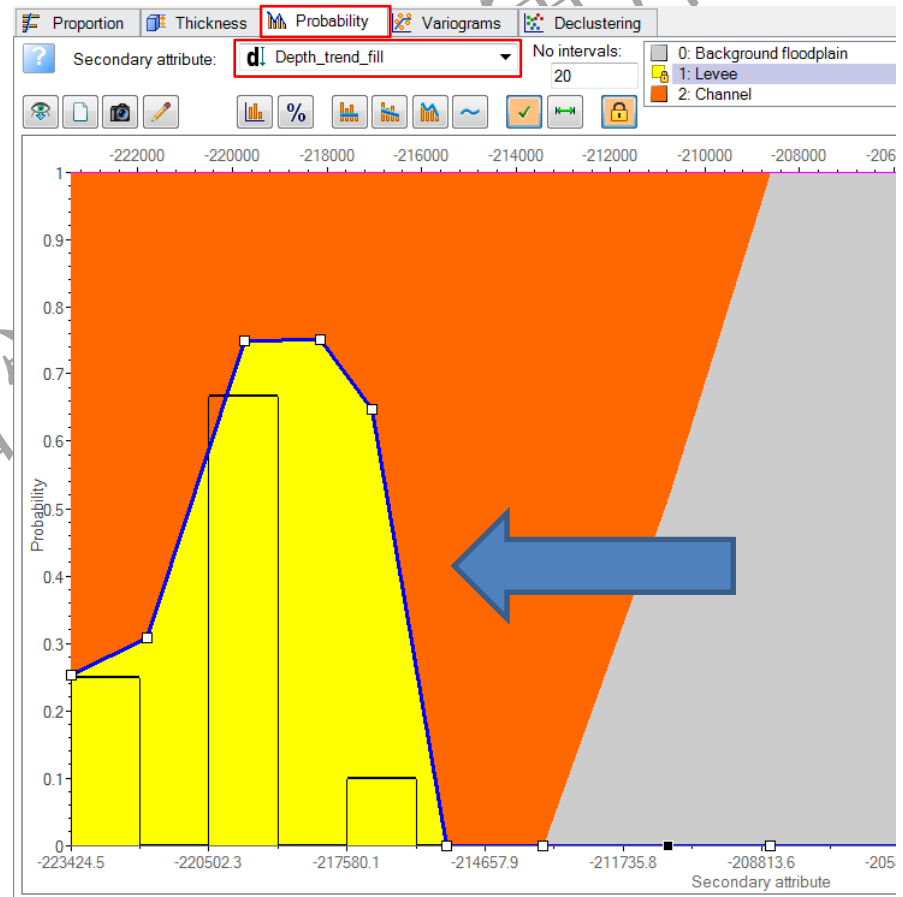 Proportion Thickness Probability Variograms Declustering
Secondary attribute: Depth_trend_fill No intervals:
20
0: Background floodplain
1: Levee
2: Channel
%
-222000 -220000 -218000 -216000 -214000 -212000 -210000 -208000 -206
1
0.9
0.8
0.7
0.6
0.5
0.4
0.3
0.2
0.1
0
Probability
-223424.5 -220502.3 -217580.1 -214657.9 -211735.8 -208813.6 -205
Secondary attribute